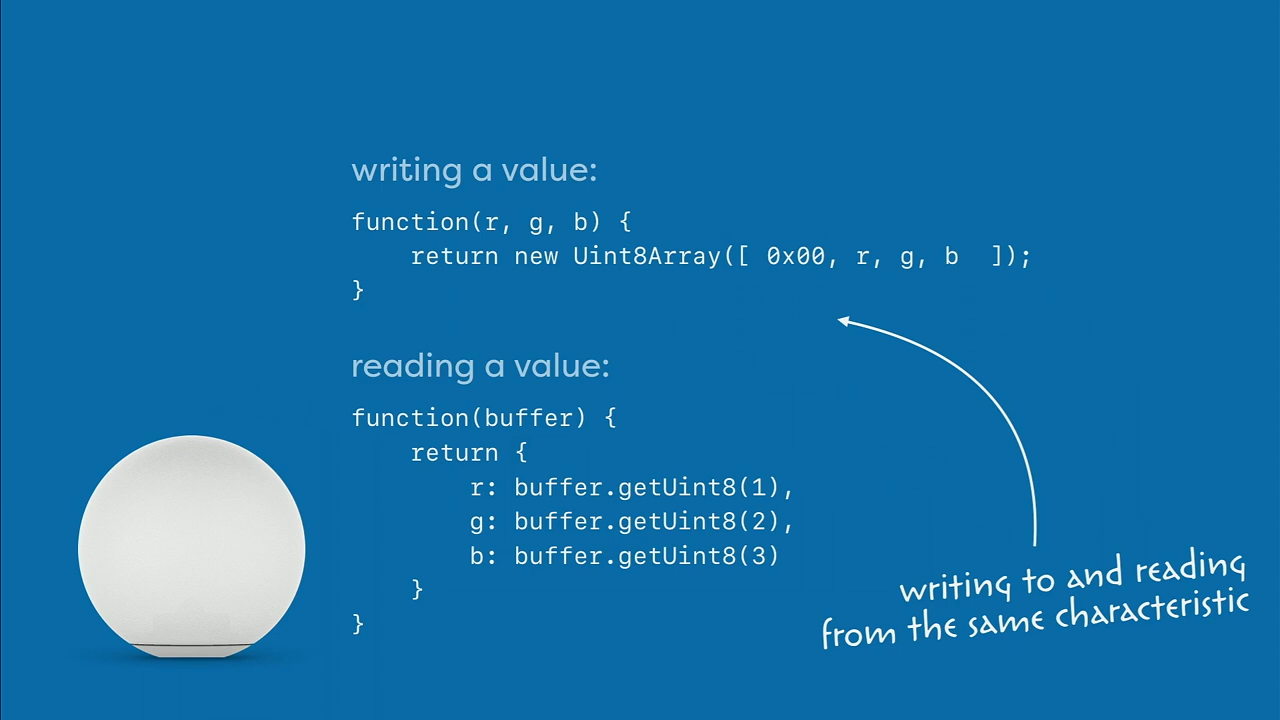 writing a value:
function(r, g, b) {
    return new Uint8Array([ 0x00, r, g, b  ]);
}
reading a value:
function(buffer) {
    return {
        r: buffer.getUint8(1),
        g: buffer.getUint8(2),
        b: buffer.getUint8(3)
    }
}
writing to and reading
from the same characteristic